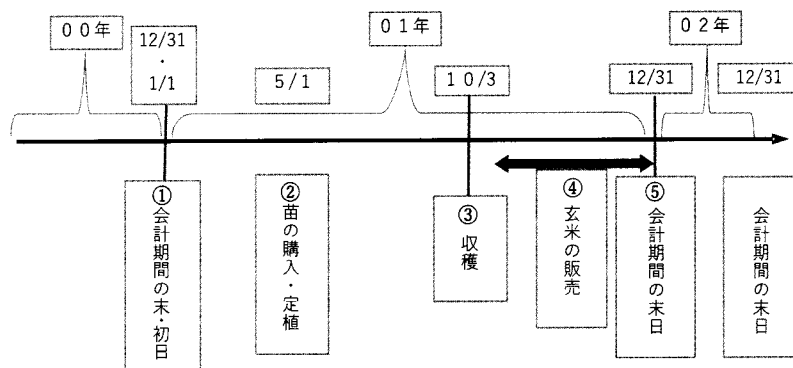 ００年
12/31
・
1/1
０１年
０２年
5/1
１０/3
12/31
12/31
①会計期間の末・初日
②苗の購入・定植
③収穫
④玄米の販売
⑤会計期間の末日
会計期間の末日